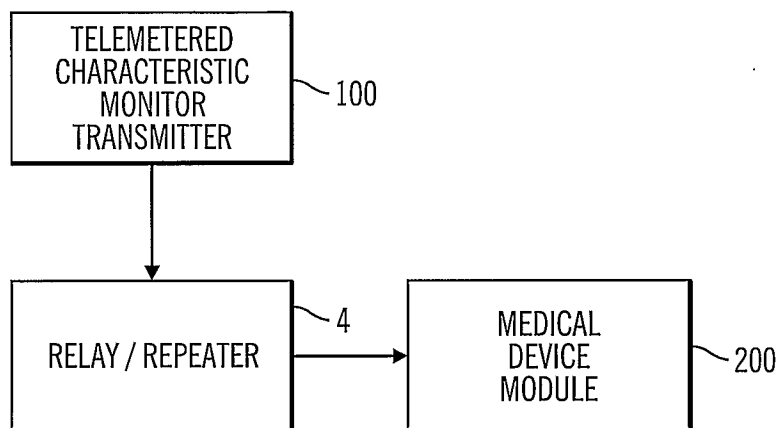 TELEMETERED
CHARACTERISTIC
MONITOR
TRANSMITTER
100
RELAY / REPEATER
4
MEDICAL
DEVICE
MODULE
200